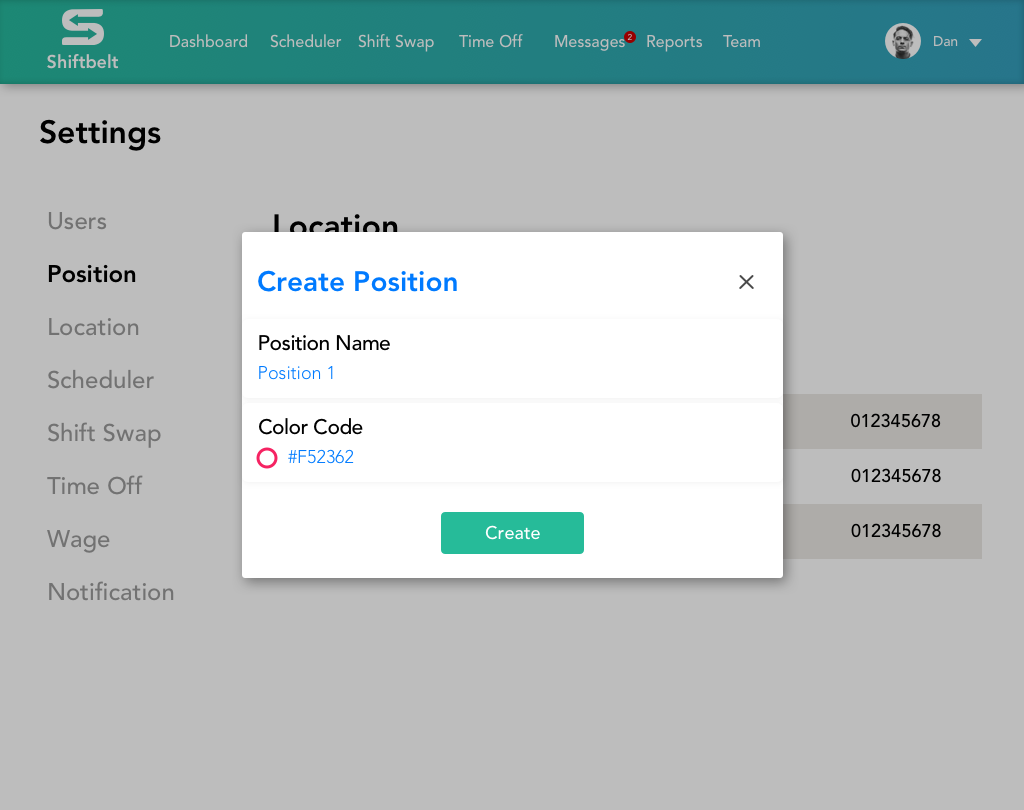 Shiftbelt
Dashboard Scheduler Shift Swap Time Off Messages 2 Reports Team Dan
Settings
Users
Location
Position
Location
Scheduler
Shift Swap
Time Off
Wage
Notification
Create Position
Position Name
Position 1
Color Code
#F52362
Create
012345678
012345678
012345678